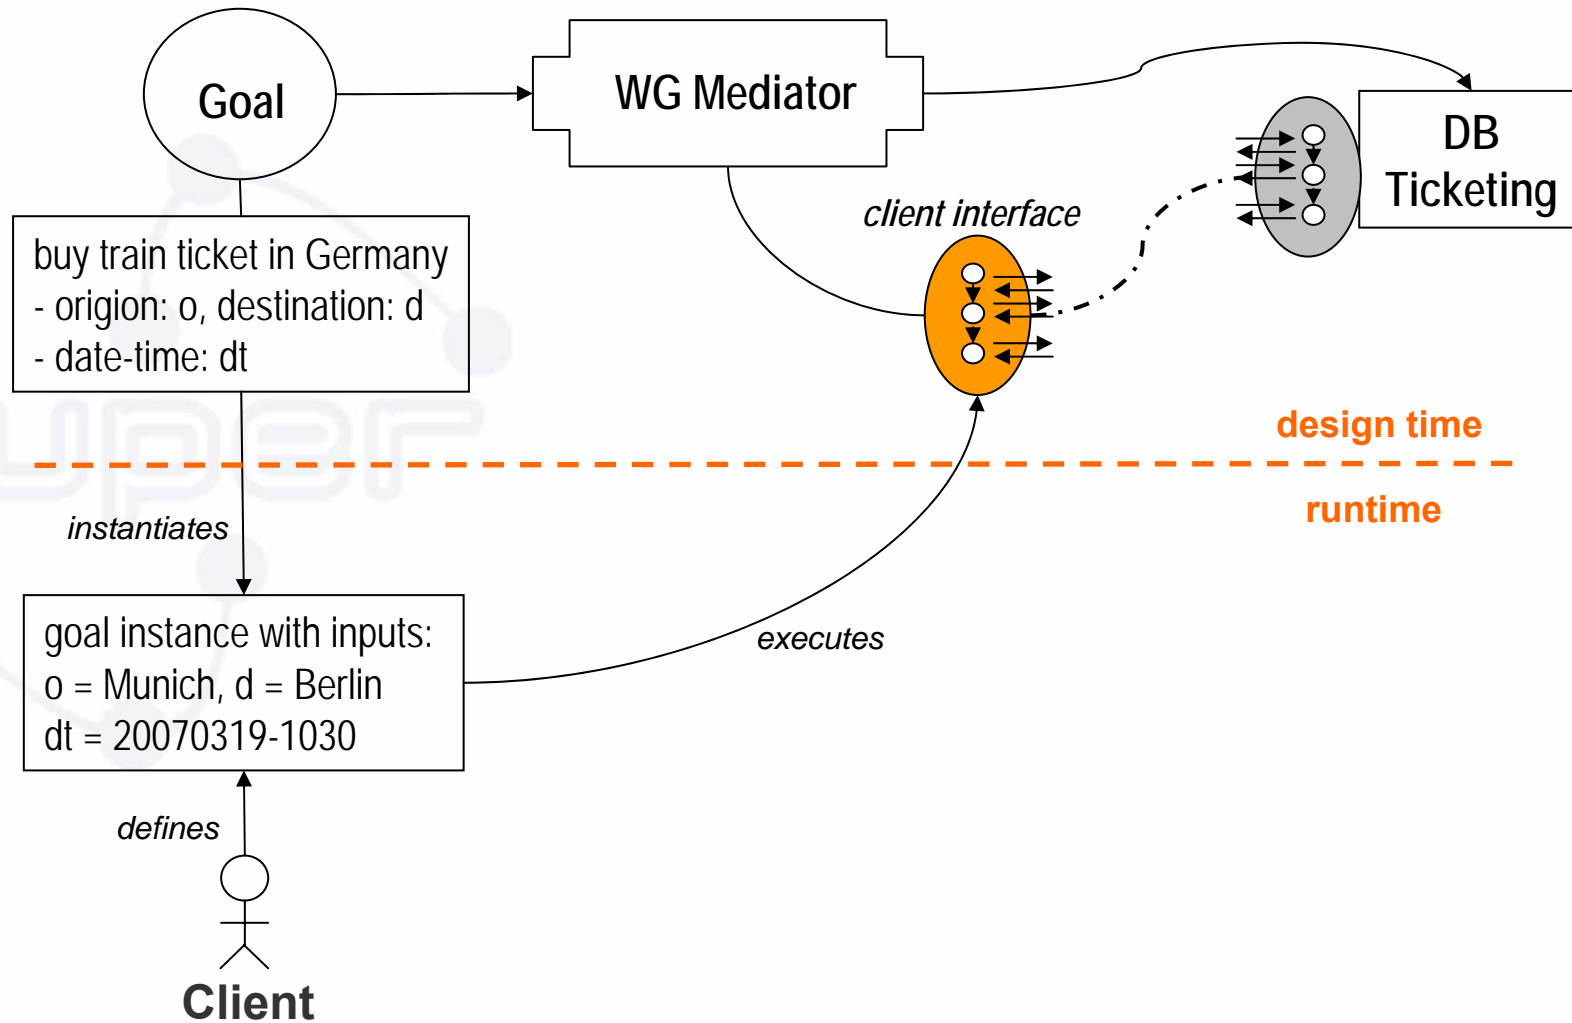 Goal
WG Mediator
DB
Ticketing
client interface
buy train ticket in Germany
- origion: o, destination: d
- date-time: dt
design time
runtime
instantiates
goal instance with inputs:
o = Munich, d = Berlin
dt = 20070319-1030
executes
defines
Client
super